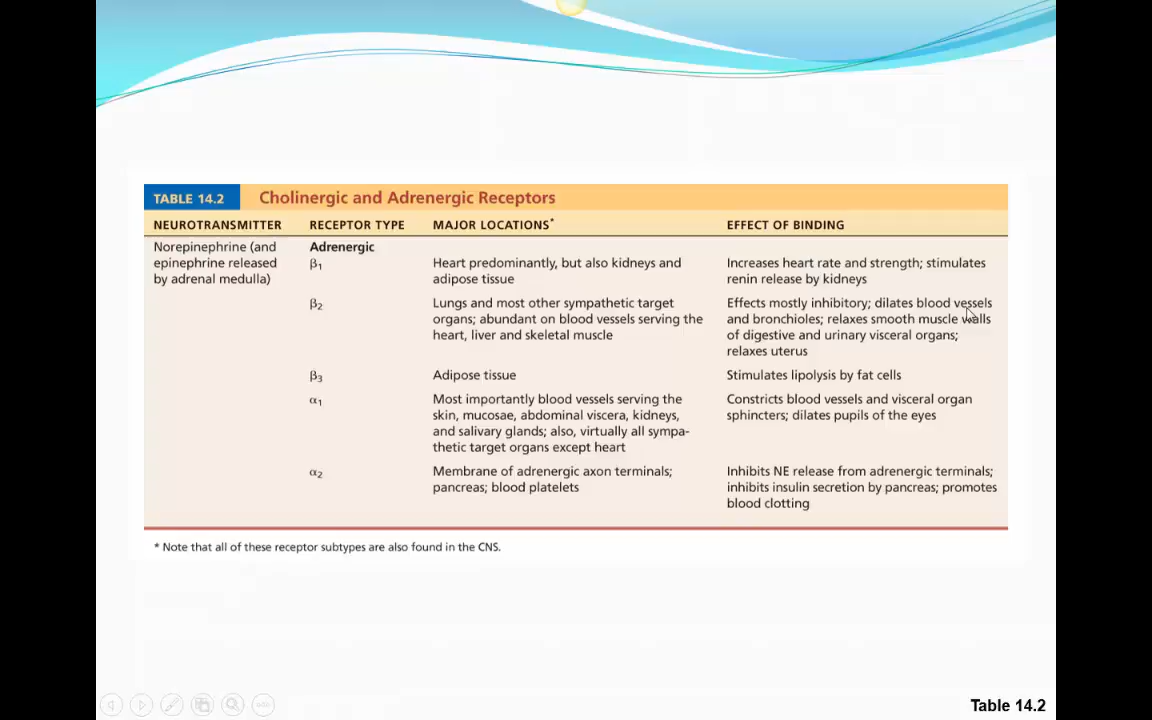 TABLE 14.2 Cholinergic and Adrenergic Receptors
NEUROTRANSMITTER RECEPTOR TYPE MAJOR LOCATIONS* EFFECT OF BINDING
Norepinephrine (and
epinephrine released
by adrenal medulla)
Adrenergic
β1
Heart predominantly, but also kidneys and
adipose tissue
Increases heart rate and strength; stimulates
renin release by kidneys
β2
Lungs and most other sympathetic target
organs; abundant on blood vessels serving the
heart, liver and skeletal muscle
Effects mostly inhibitory; dilates blood vessels
and bronchioles; relaxes smooth muscle walls
of digestive and urinary visceral organs;
relaxes uterus
β3
Adipose tissue
Stimulates lipolysis by fat cells
α1
Most importantly blood vessels serving the
skin, mucosae, abdominal viscera, kidneys,
and salivary glands; also, virtually all sympa-
thetic target organs except heart
Constricts blood vessels and visceral organ
sphincters; dilates pupils of the eyes
α2
Membrane of adrenergic axon terminals;
pancreas; blood platelets
Inhibits NE release from adrenergic terminals;
inhibits insulin secretion by pancreas; promotes
blood clotting
* Note that all of these receptor subtypes are also found in the CNS.
Table 14.2